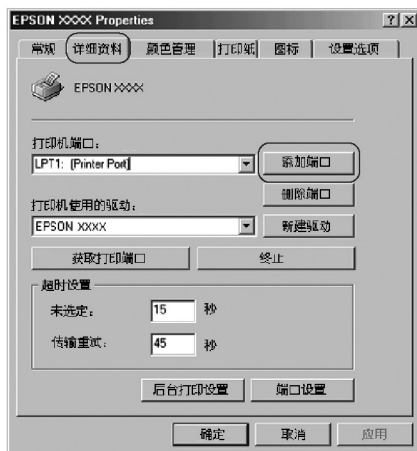 EPSON XXXX Properties
常规 详细资料 颜色管理 打印纸 图标 设置选项
EPSON XXXX
打印机端口：
LPT1: (Printer Port) 添加端口
删除端口
打印机使用的驱动：
EPSON XXXX 新建驱动
获取打印端口 终止
超时设置
未选定： 15 秒
传输重试： 45 秒
后台打印设置 端口设置
确定 取消 应用